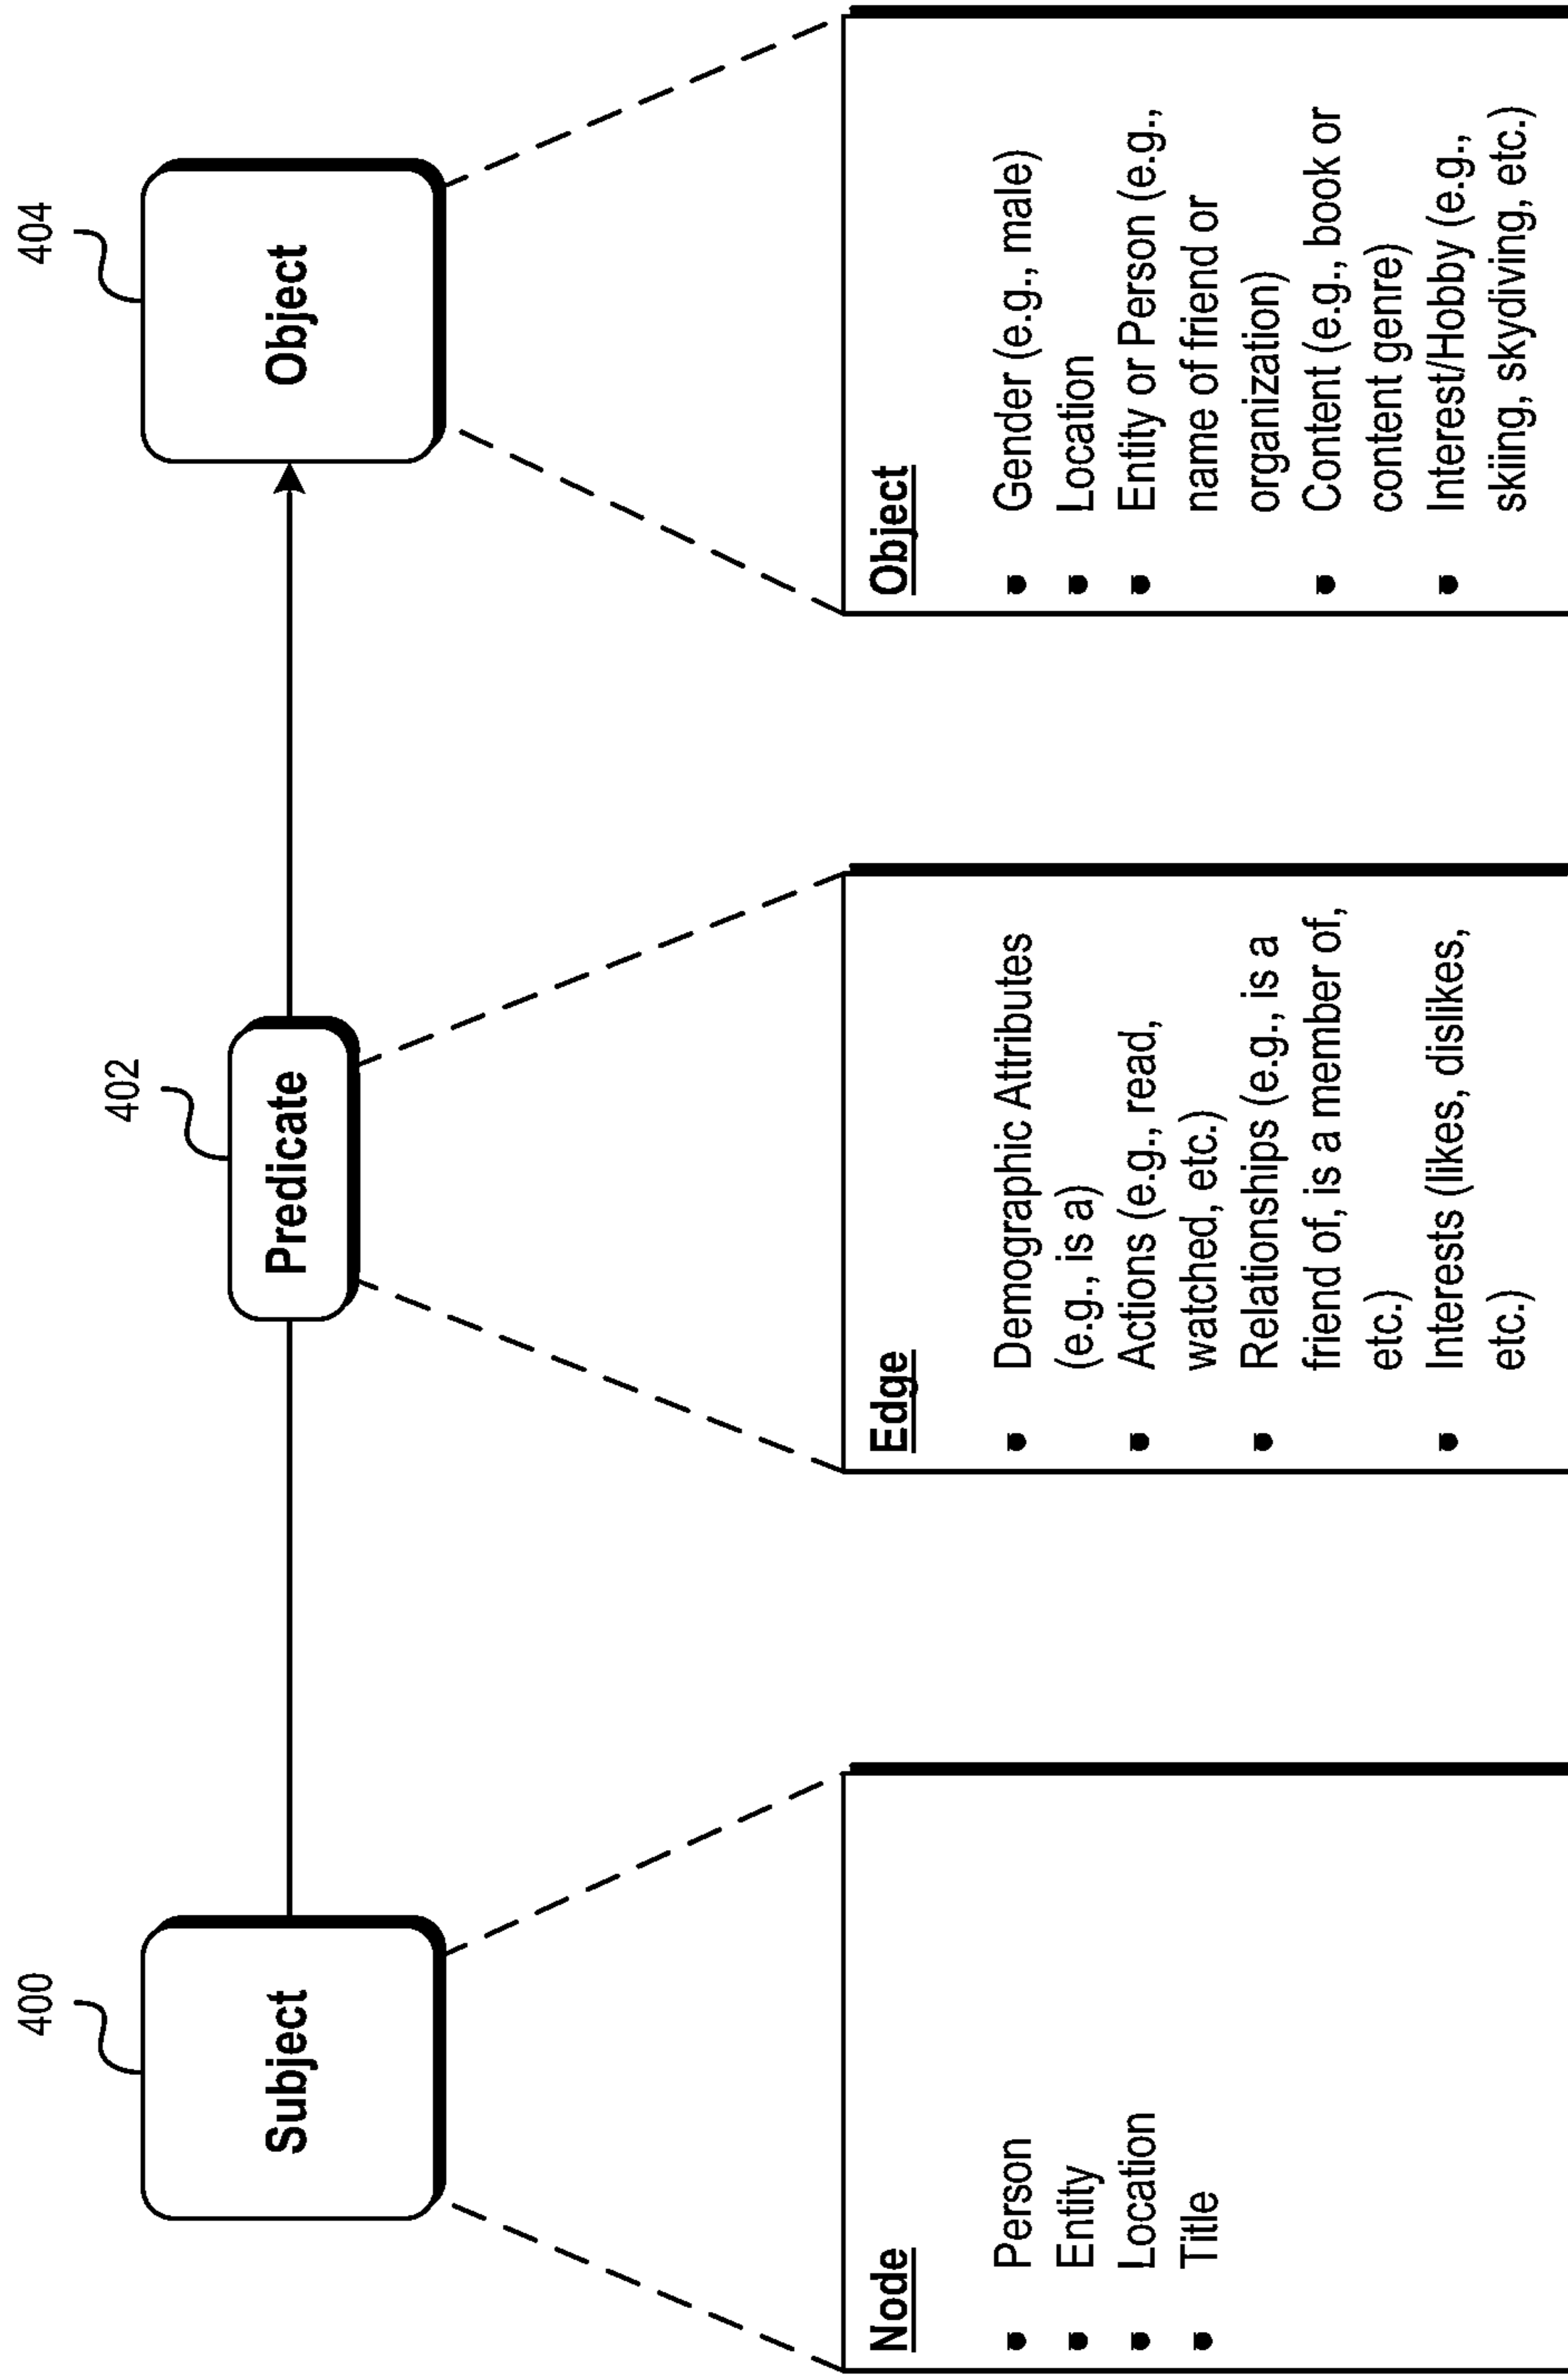 400
Subject
402
Predicate
404
Object
Node
• Person
• Entity
• Location
• Title
Edge
• Demographic Attributes
(e.g., is a)
• Actions (e.g., read,
watched, etc.)
• Relationships (e.g., is a
friend of, is a member of,
etc.)
• Interests (likes, dislikes,
etc.)
Object
• Gender (e.g., male)
• Location
• Entity or Person (e.g.,
name of friend or
organization)
• Content (e.g., book or
content genre)
• Interest/Hobby (e.g.,
skiing, skydiving, etc.)